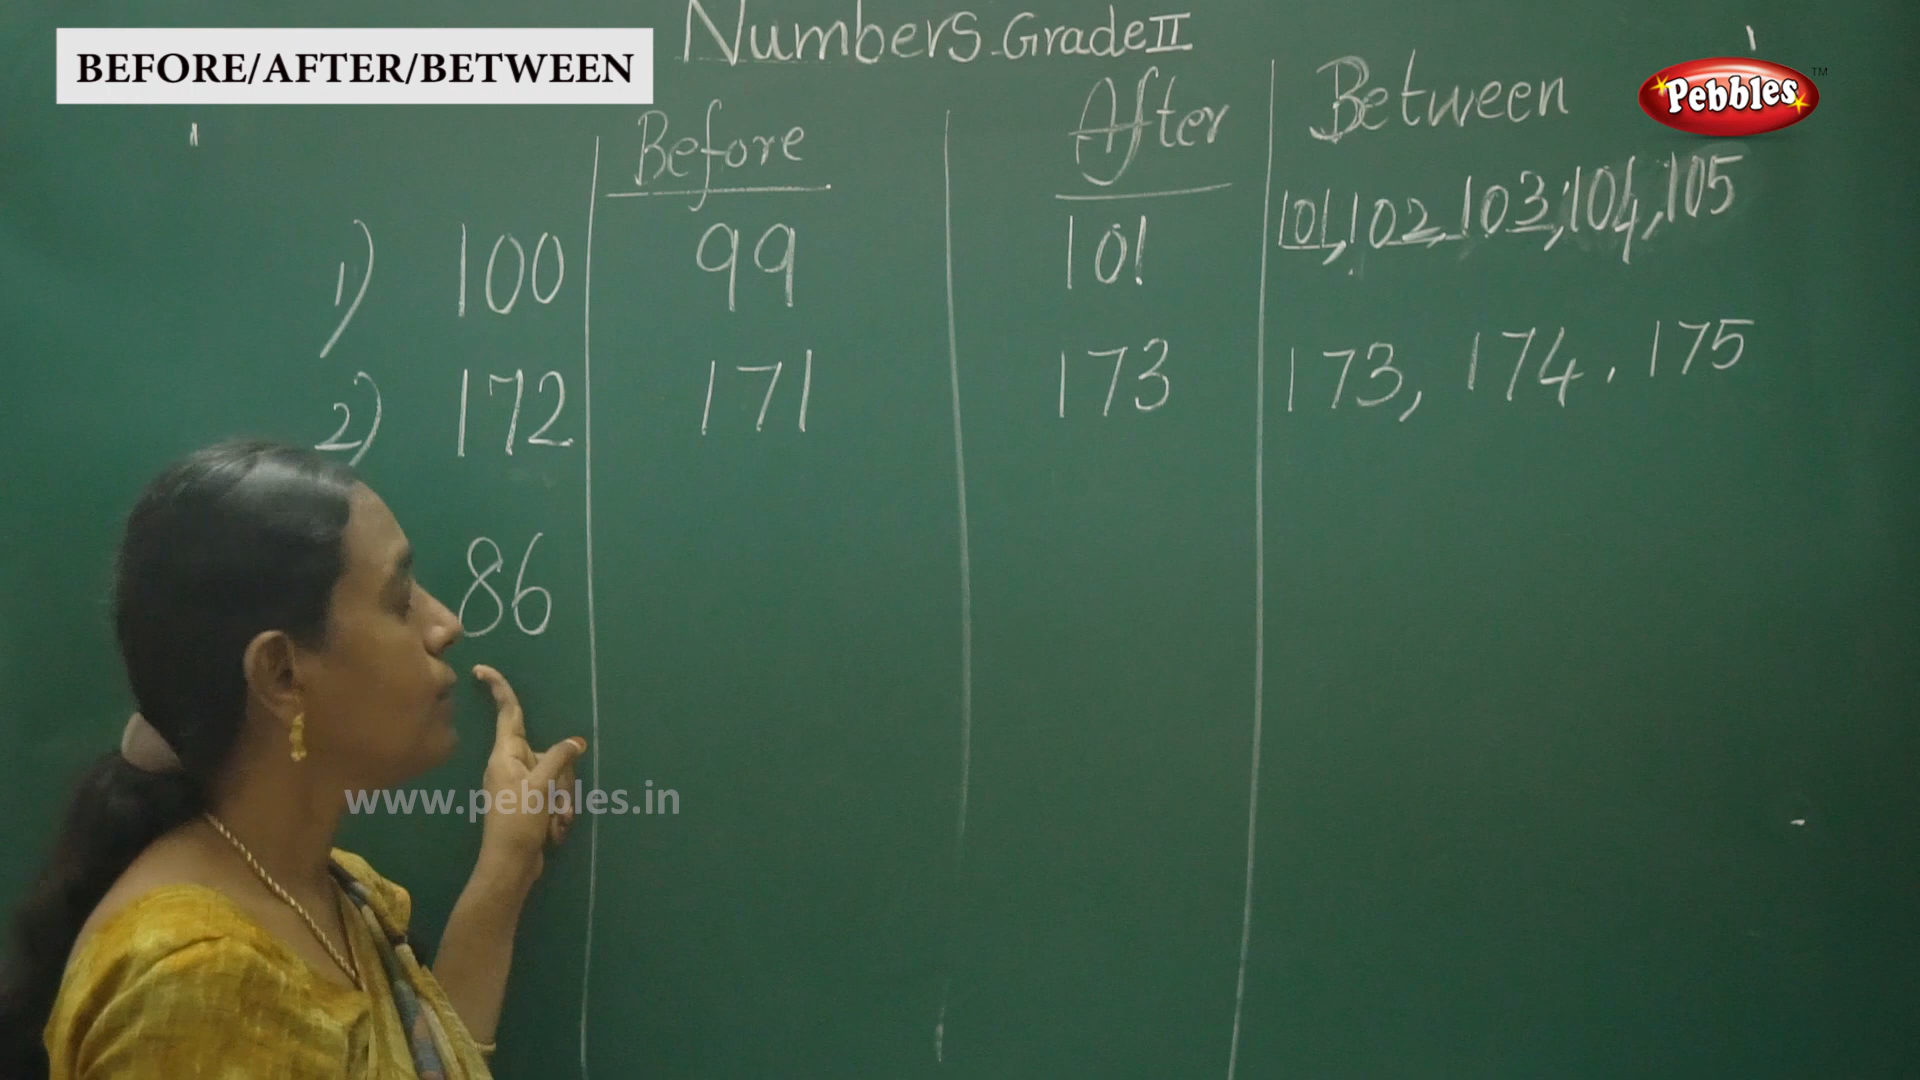 BEFORE/AFTER/BETWEEN
Numbers Grade II
Pebbles TM
Before After Between
1) 100 99 101 101, 102, 103, 104, 105
2) 172 171 173 173, 174, 175
86
www.pebbles.in